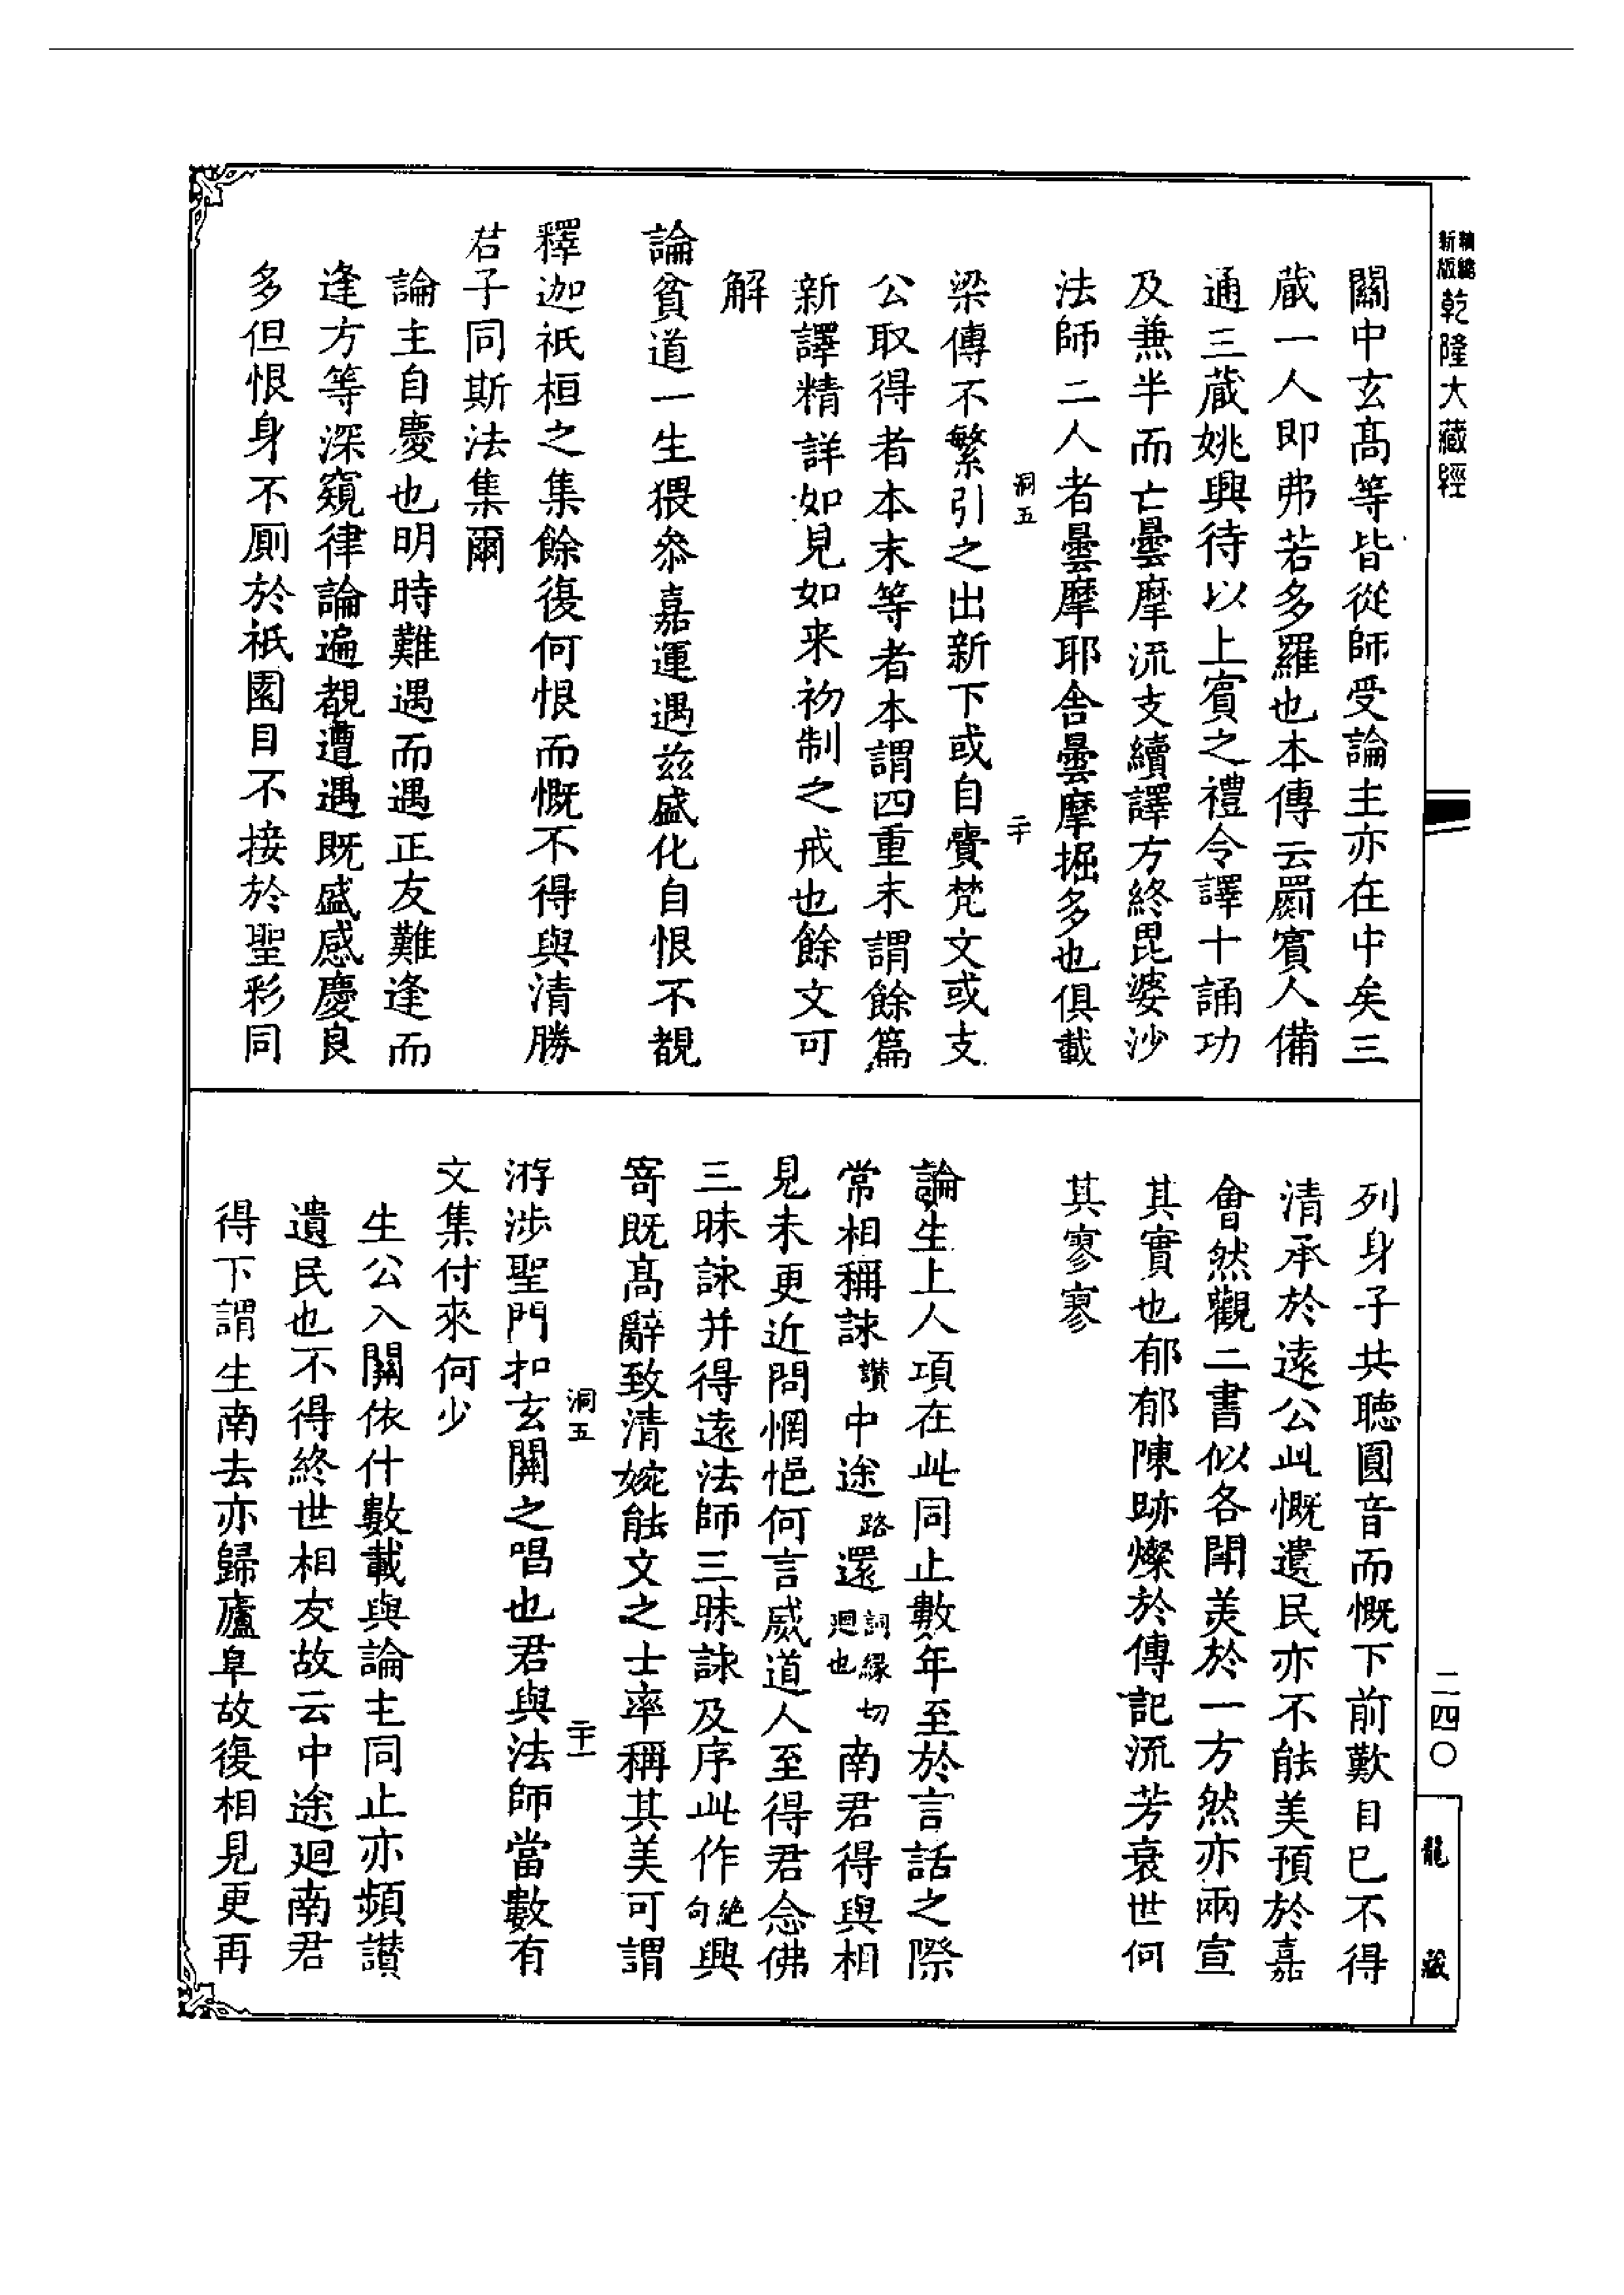 新版 精縮 乾隆大藏經
關中玄髙等皆從師受論主亦在中矣三
蔵一人即弗若多羅也本傳云罽賓人備
通三蔵姚興待以上賓之禮令譯十誦功
及兼半而亡曇摩流支續譯方終毘婆沙
法師二人者曇摩耶舍曇摩掘多也俱載
洞五 二十
梁傳不繁引之出新下或自賷梵文或支
公取得者本末等者本謂四重末謂餘篇
新譯精詳如見如来初制之戒也餘文可
解
論貧道一生猥叅嘉運遇兹盛化自恨不覩
釋迦祇桓之集餘復何恨而慨不得與清勝
君子同斯法集爾
論主自慶也明時難遇而遇正友難逢而
逢方等深窺律論遍覩遭遇既盛感慶良
多但恨身不厠於祇園目不接於聖彩同
列身子共聴圓音而慨下前歎自已不得
清承於遠公此慨遺民亦不能美預於嘉
㑹然觀二書似各開美於一方然亦兩宣
其實也郁郁陳跡燦於傳記流芳衰世何
其寥寥
論生上人項在此同止數年至於言話之際
常相稱詠讃中途路還詞縁切廻也南君得與相
見未更近問惘悒何言威道人至得君念佛
三昧詠并得遠法師三昧詠及序此作絶句興
寄既髙辭致清婉能文之士率稱其美可謂
洞五 二十一
游涉聖門扣玄關之唱也君與法師當數有
文集付來何少
生公入關依什數載與論主同止亦頻讃
遺民也不得終世相友故云中途廻南君
得下謂生南去亦歸廬阜故復相見更再
二四〇
龍藏